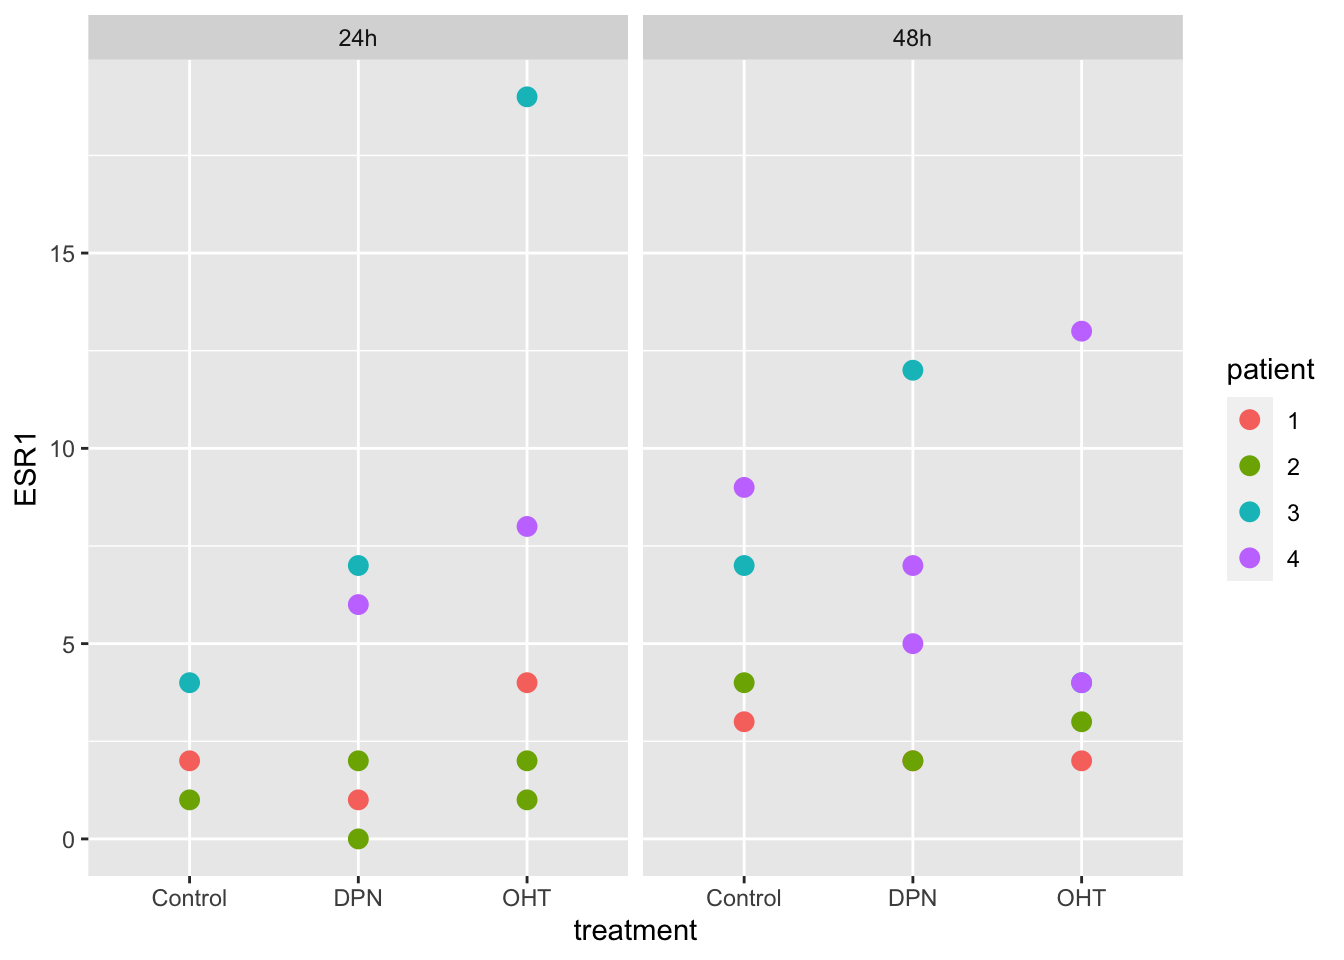 24h
48h
15
10
5
0
ESR1
Control
DPN
OHT
Control
DPN
OHT
treatment
patient
1
2
3
4